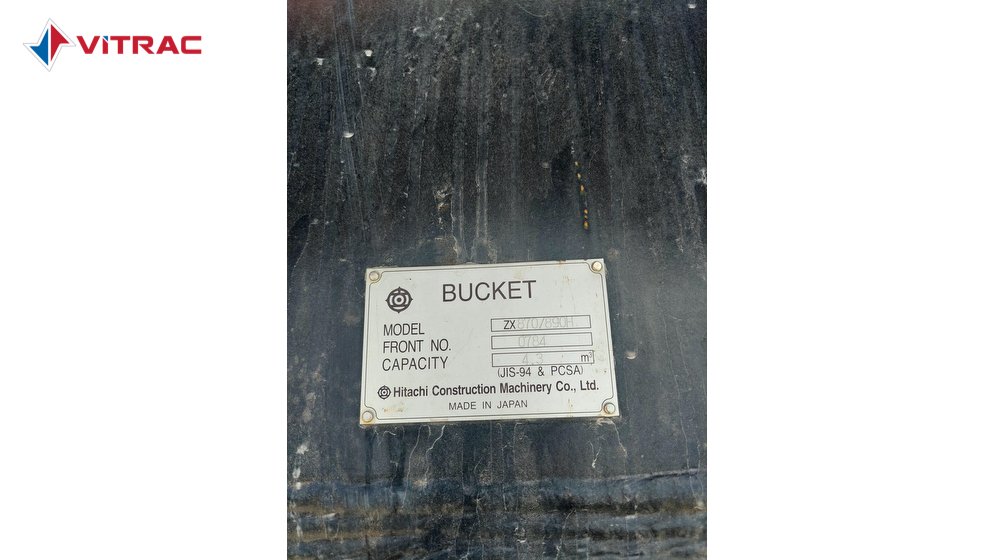 ViTRAC
BUCKET
MODEL ZX870/890H
FRONT NO. 0784
CAPACITY 4.3 m³
(JIS-94 & PCSA)
Hitachi Construction Machinery Co., Ltd.
MADE IN JAPAN